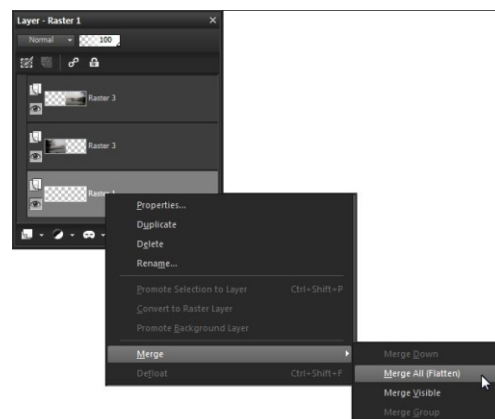 Layer - Raster 1
Normal 100
Raster 3
Raster 3
Raster 1
Properties...
Duplicate
Delete
Rename...
Promote Selection to Layer Ctrl+Shift+P
Convert to Raster Layer
Promote Background Layer
Merge
Defloat Ctrl+Shift+F
Merge Down
Merge All (Flatten)
Merge Visible
Merge Group